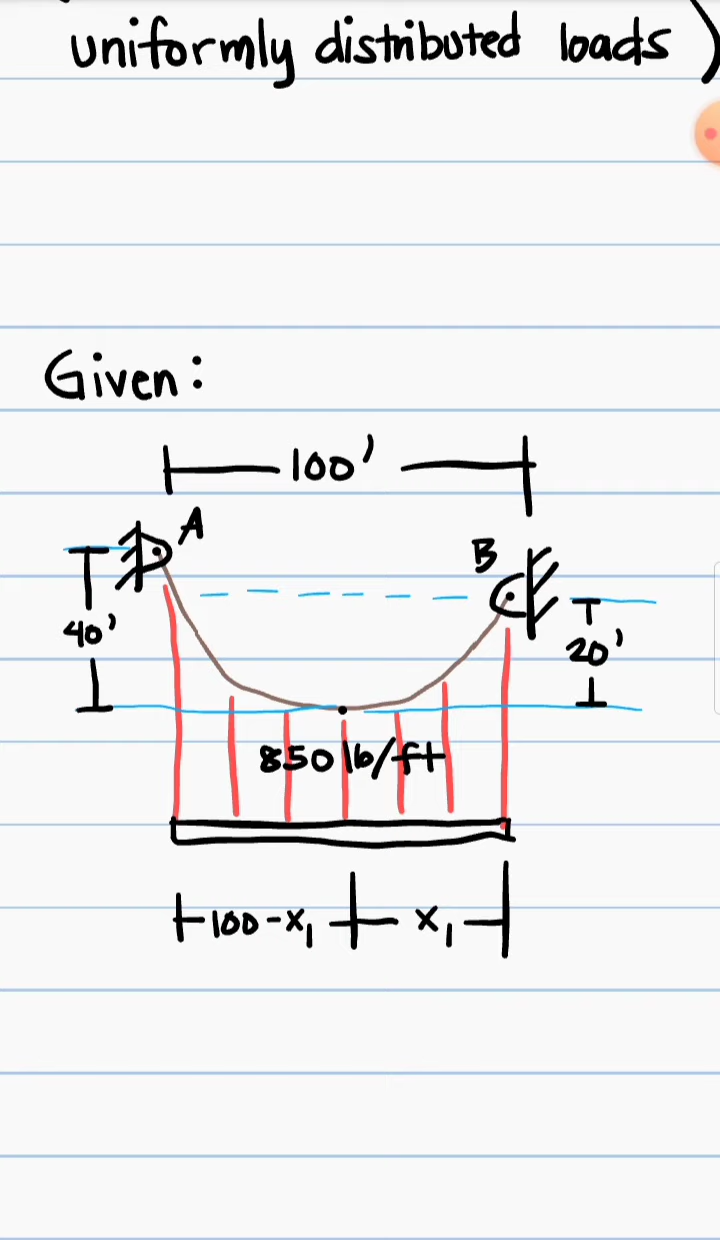 uniformly distributed loads)
Given:
100'
A
B
40'
20'
850 lb/ft
100-x₁
x₁